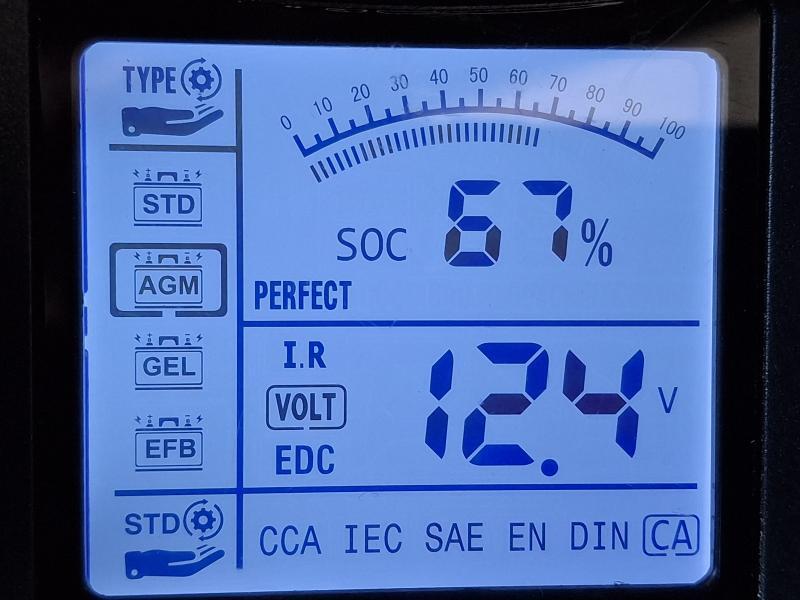 TYPE
0 10 20 30 40 50 60 70 80 90 100
STD
SOC 67%
AGM
PERFECT
GEL
I.R
VOLT
12.4 V
EFB
EDC
STD
CCA IEC SAE EN DIN CA